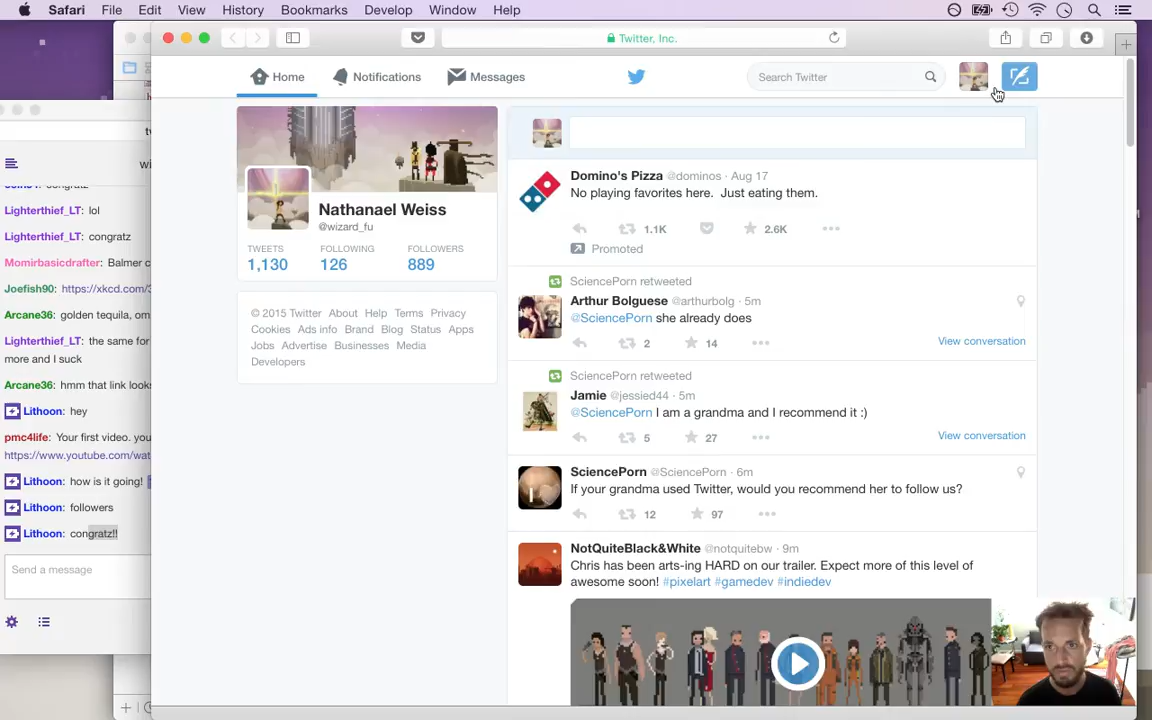 Safari File Edit View History Bookmarks Develop Window Help
Twitter, Inc.
Home Notifications Messages
Search Twitter
Nathanael Weiss
@wizard_fu
TWEETS FOLLOWING FOLLOWERS
1,130 126 889
© 2015 Twitter About Help Terms Privacy
Cookies Ads info Brand Blog Status Apps
Jobs Advertise Businesses Media
Developers
Domino's Pizza @dominos · Aug 17
No playing favorites here. Just eating them.
1.1K 2.6K
Promoted
SciencePorn retweeted
Arthur Bolguese @arthurbolg · 5m
@SciencePorn she already does
2 14
View conversation
SciencePorn retweeted
Jamie @jessied44 · 5m
@SciencePorn I am a grandma and I recommend it :)
5 27
View conversation
SciencePorn @SciencePorn · 6m
If your grandma used Twitter, would you recommend her to follow us?
12 97
NotQuiteBlack&White @notquitebw · 9m
Chris has been arts-ing HARD on our trailer. Expect more of this level of
awesome soon! #pixelart #gamedev #indiedev
Lighterthief_LT: lol
Lighterthief_LT: congratz
Momirbasicdrafter: Balmer c
Joefish90: https://xkcd.com/3
Arcane36: golden tequila, om
Lighterthief_LT: the same for
more and I suck
Arcane36: hmm that link looks
Lithoon: hey
pmc4life: Your first video. you
https://www.youtube.com/wat
Lithoon: how is it going!
Lithoon: followers
Lithoon: congratz!!
Send a message